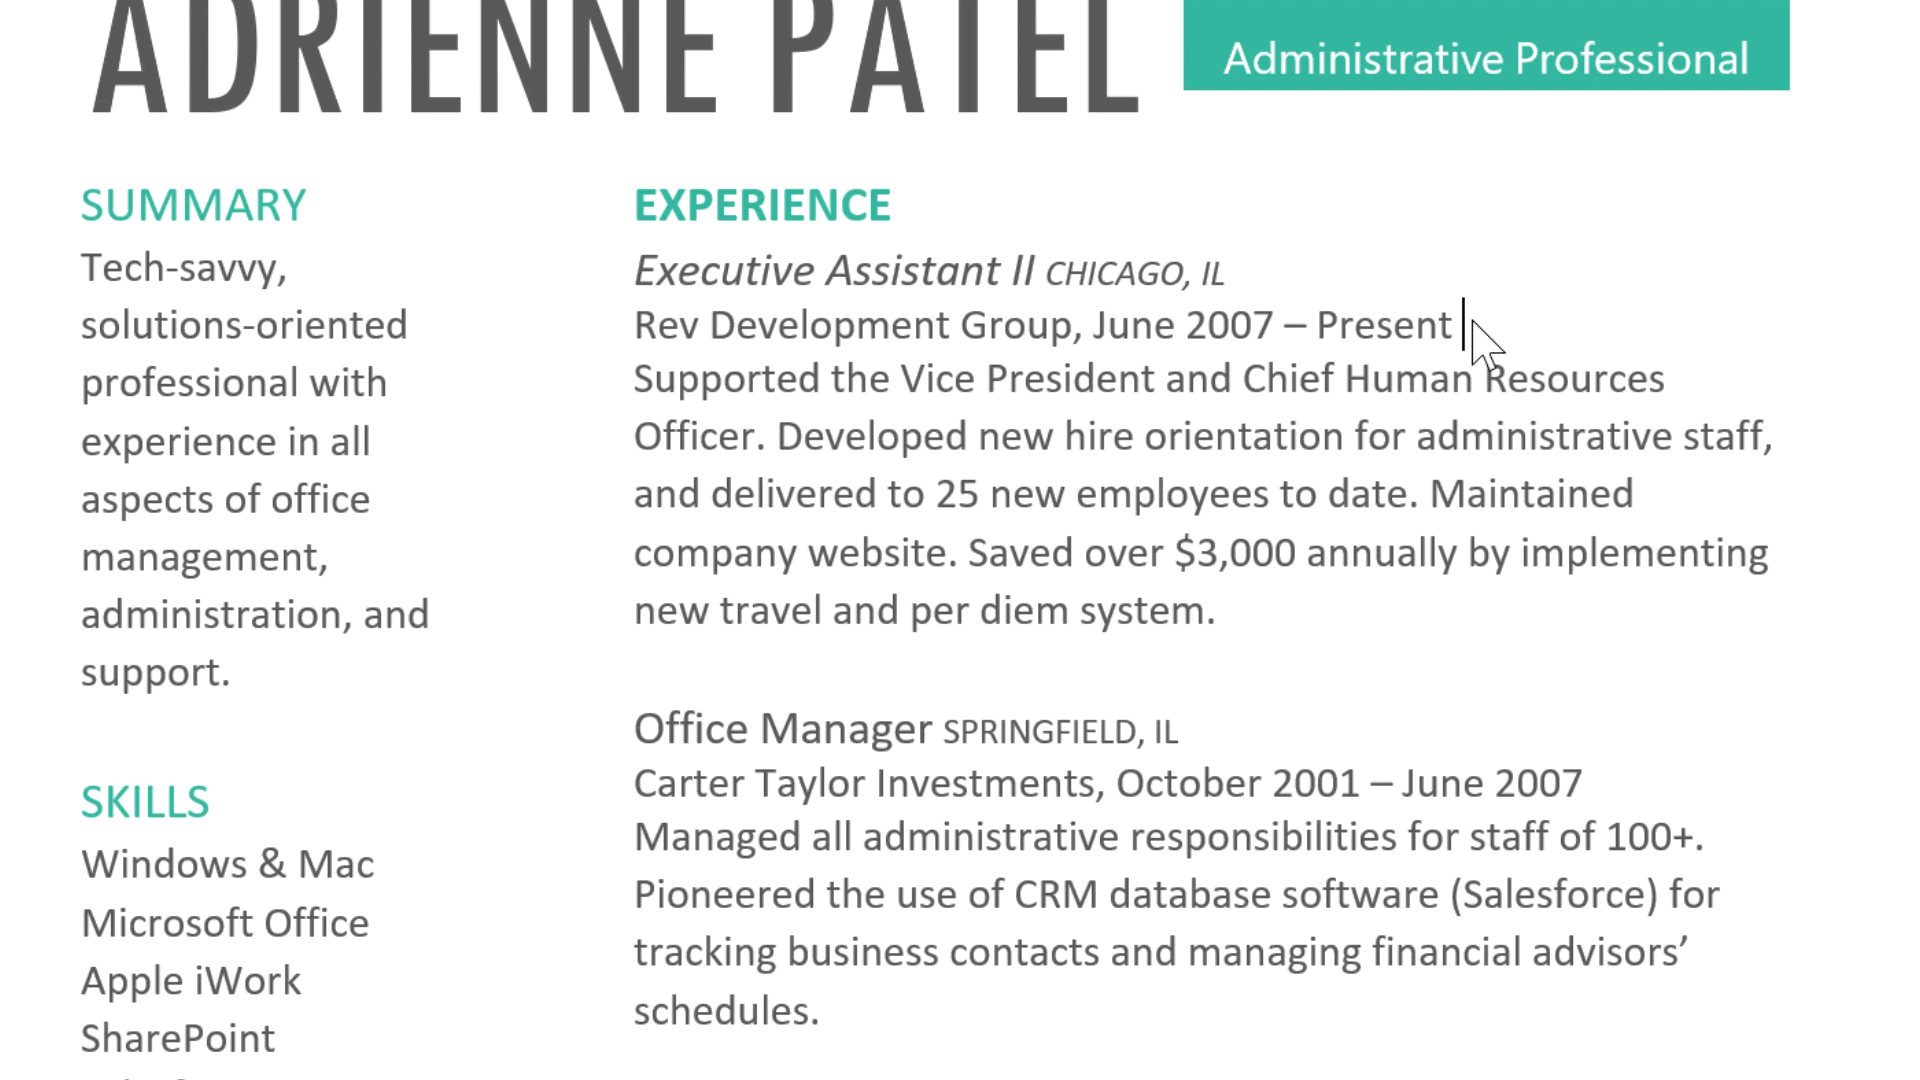 ADRIENNE PATEL
Administrative Professional
SUMMARY
Tech-savvy,
solutions-oriented
professional with
experience in all
aspects of office
management,
administration, and
support.
SKILLS
Windows & Mac
Microsoft Office
Apple iWork
SharePoint
EXPERIENCE
Executive Assistant II CHICAGO, IL
Rev Development Group, June 2007 – Present
Supported the Vice President and Chief Human Resources
Officer. Developed new hire orientation for administrative staff,
and delivered to 25 new employees to date. Maintained
company website. Saved over $3,000 annually by implementing
new travel and per diem system.
Office Manager SPRINGFIELD, IL
Carter Taylor Investments, October 2001 – June 2007
Managed all administrative responsibilities for staff of 100+.
Pioneered the use of CRM database software (Salesforce) for
tracking business contacts and managing financial advisors’
schedules.